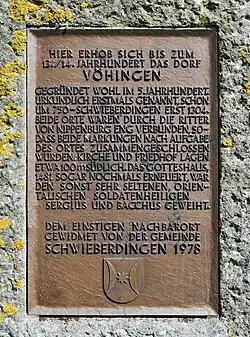 HIER ERHOB SICH BIS ZUM
13./14. JAHRHUNDERT DAS DORF
VÖHINGEN
GEGRÜNDET WOHL IM 5. JAHRHUNDERT.
URKUNDLICH ERSTMALS GENANNT, SCHON
UM 750 - SCHWIEBERDINGEN ERST 1304.
BEIDE ORTE WAREN DURCH DIE RITTER
VON NIPPENBURG ENG VERBUNDEN, SO-
DASS BEIDE MARKUNGEN NACH AUFGABE
DES ORTES ZUSAMMENGESCHLOSSEN
WURDEN. KIRCHE UND FRIEDHOF LAGEN
ETWA 100 m SÜDLICH. DAS GOTTESHAUS,
1481 SOGAR NOCHMALS ERNEUERT, WAR
DEN SONST SEHR SELTENEN, ORIEN-
TALISCHEN SOLDATENHEILIGEN
SERGIUS UND BACCHUS GEWEIHT.
DEM EINSTIGEN NACHBARORT
GEWIDMET VON DER GEMEINDE
SCHWIEBERDINGEN 1978